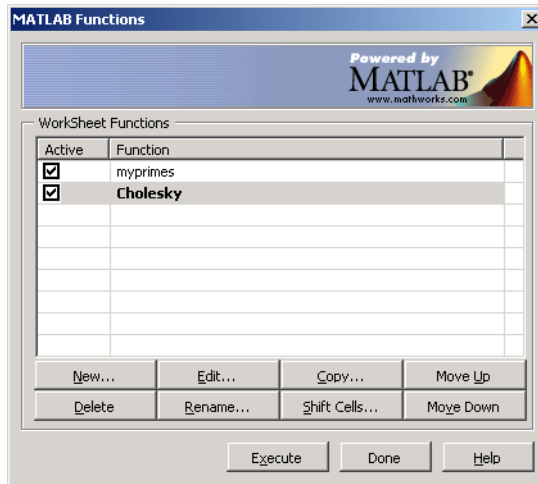 MATLAB Functions
Powered by
MATLAB®
www.mathworks.com
WorkSheet Functions
Active Function
myprimes
Cholesky
New... Edit... Copy... Move Up
Delete Rename... Shift Cells... Move Down
Execute Done Help